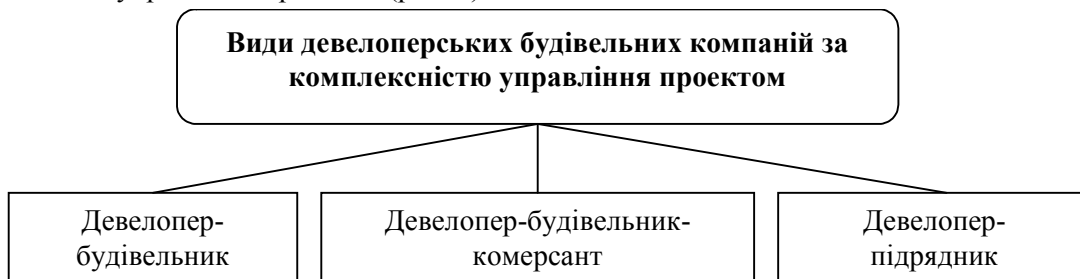 Види девелоперських будівельних компаній за
комплексністю управління проектом
Девелопер-
будівельник
Девелопер-будівельник-
комерсант
Девелопер-
підрядник